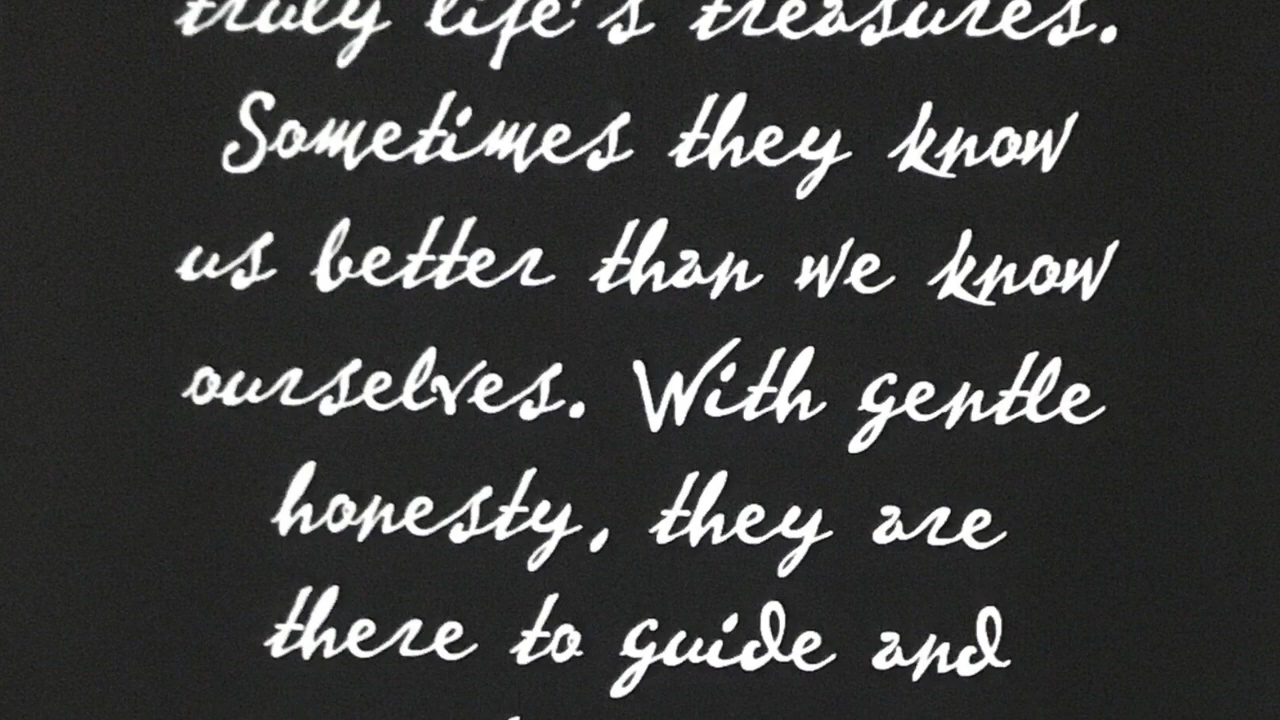 truly life's treasures.
Sometimes they know
us better than we know
ourselves. With gentle
honesty, they are
there to guide and